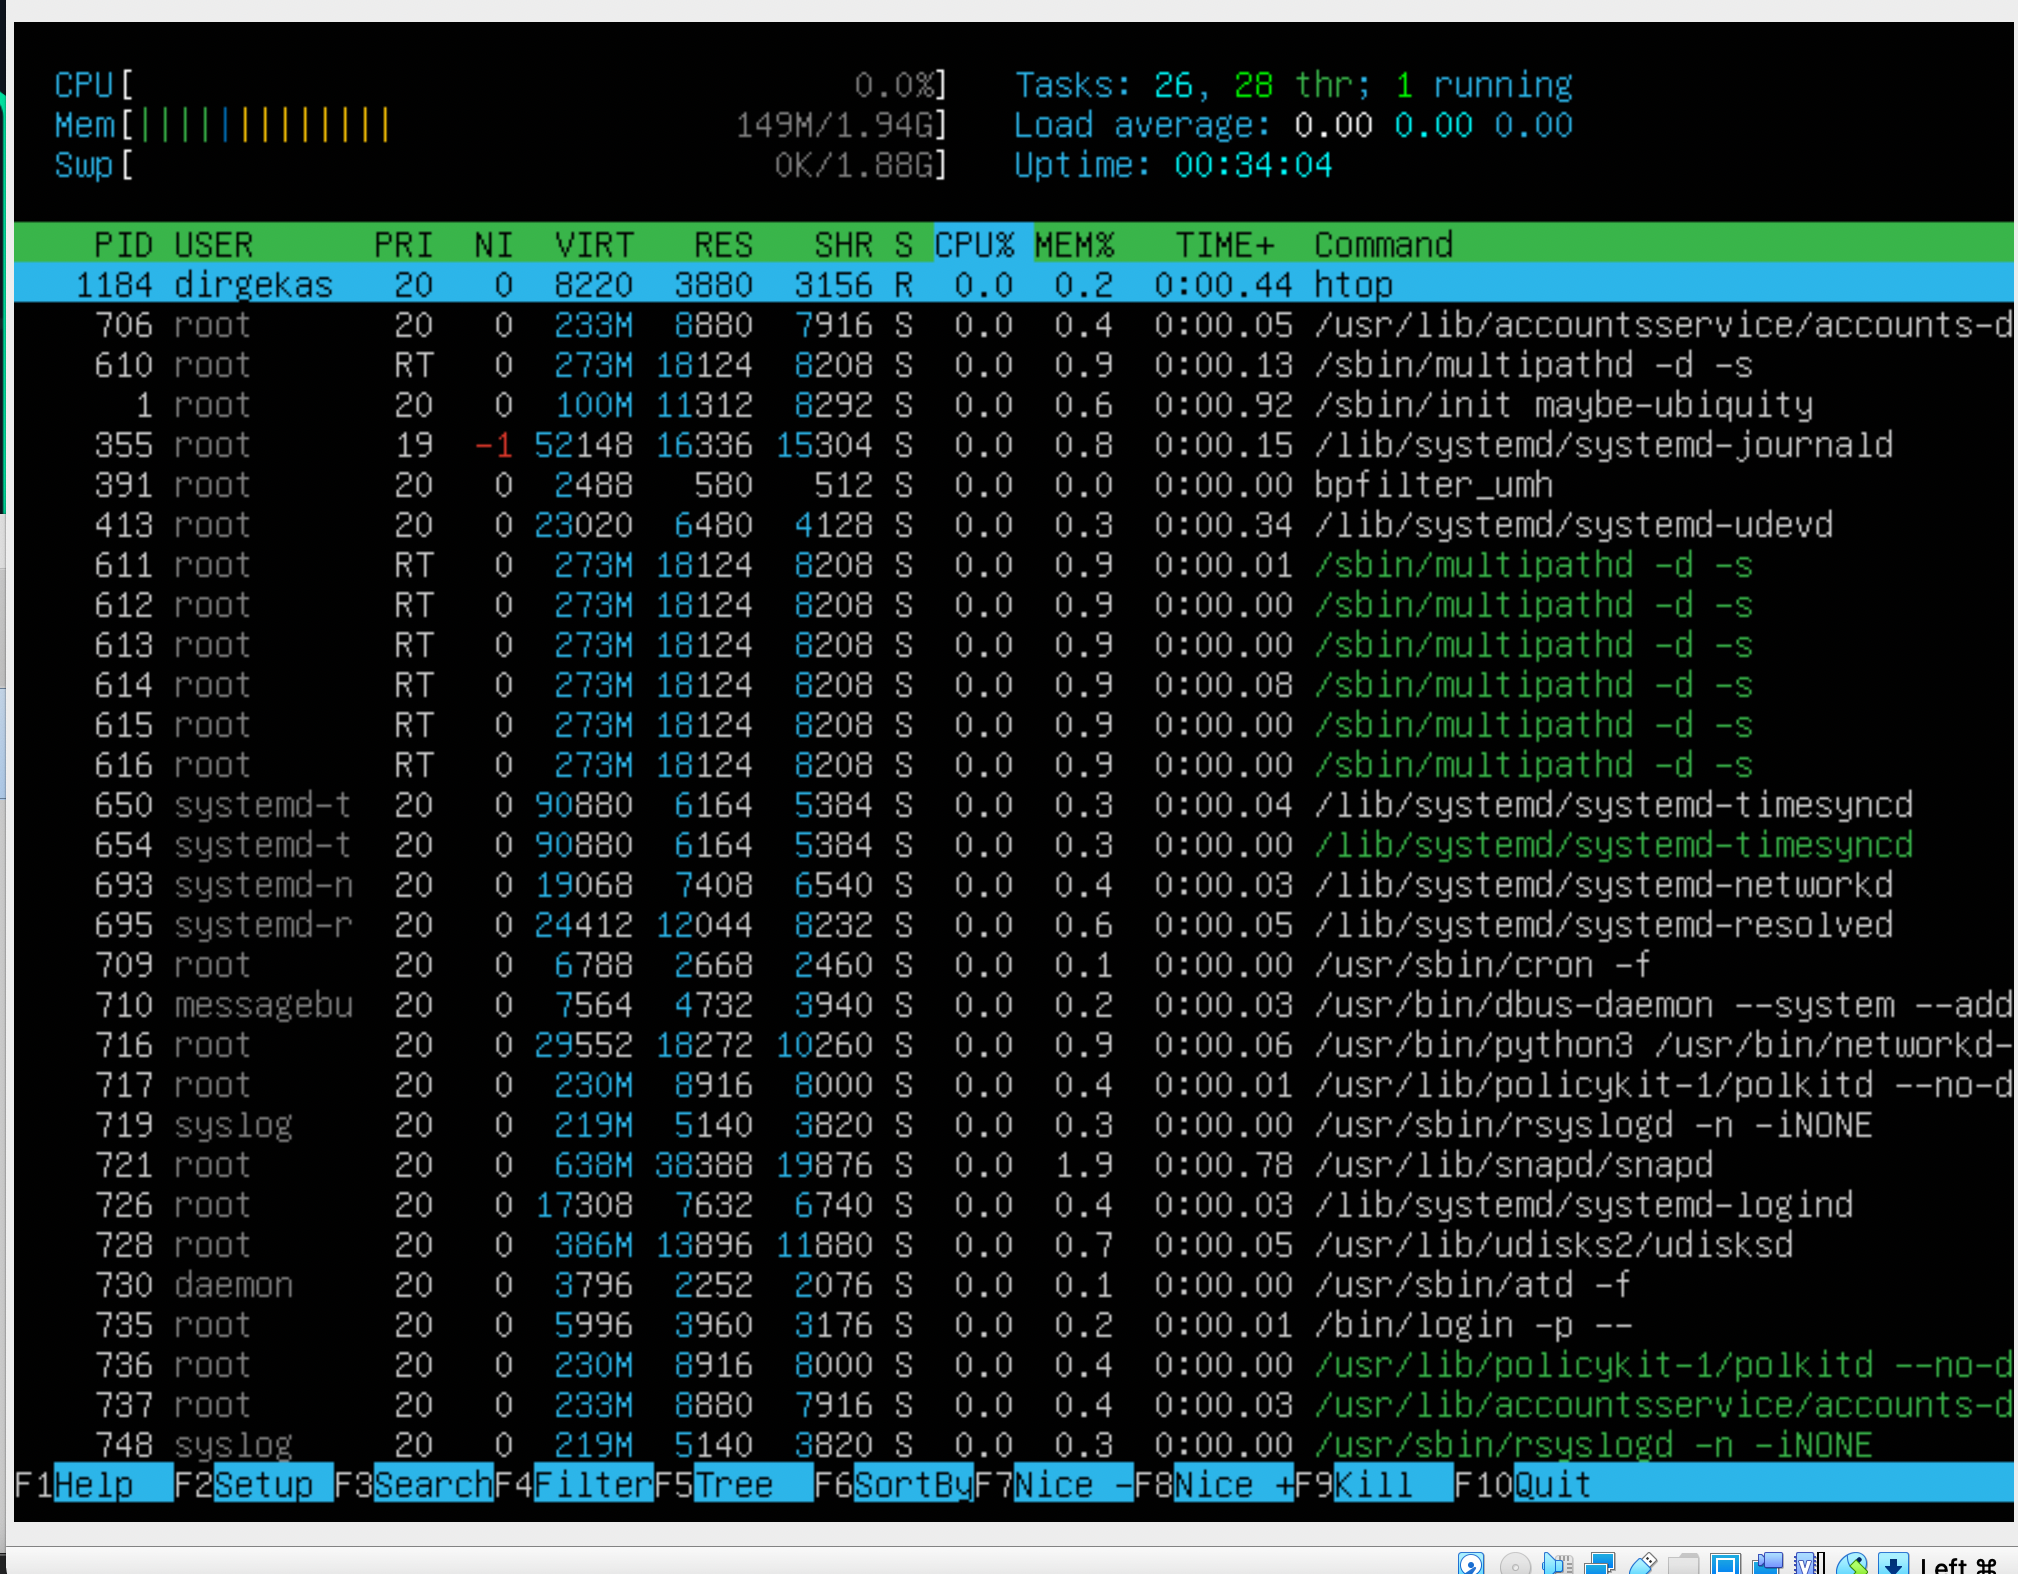 CPU[ 0.0%] Tasks: 26, 28 thr; 1 running
Mem[||||||||||||| 149M/1.94G] Load average: 0.00 0.00 0.00
Swp[ 0K/1.88G] Uptime: 00:34:04
PID USER PRI NI VIRT RES SHR S CPU% MEM% TIME+ Command
1184 dirgekas 20 0 8220 3880 3156 R 0.0 0.2 0:00.44 htop
706 root 20 0 233M 8880 7916 S 0.0 0.4 0:00.05 /usr/lib/accountsservice/accounts-d
610 root RT 0 273M 18124 8208 S 0.0 0.9 0:00.13 /sbin/multipathd -d -s
1 root 20 0 100M 11312 8292 S 0.0 0.6 0:00.92 /sbin/init maybe-ubiquity
355 root 19 -1 52148 16336 15304 S 0.0 0.8 0:00.15 /lib/systemd/systemd-journald
391 root 20 0 2488 580 512 S 0.0 0.0 0:00.00 bpfilter_umh
413 root 20 0 23020 6480 4128 S 0.0 0.3 0:00.34 /lib/systemd/systemd-udevd
611 root RT 0 273M 18124 8208 S 0.0 0.9 0:00.01 /sbin/multipathd -d -s
612 root RT 0 273M 18124 8208 S 0.0 0.9 0:00.00 /sbin/multipathd -d -s
613 root RT 0 273M 18124 8208 S 0.0 0.9 0:00.00 /sbin/multipathd -d -s
614 root RT 0 273M 18124 8208 S 0.0 0.9 0:00.08 /sbin/multipathd -d -s
615 root RT 0 273M 18124 8208 S 0.0 0.9 0:00.00 /sbin/multipathd -d -s
616 root RT 0 273M 18124 8208 S 0.0 0.9 0:00.00 /sbin/multipathd -d -s
650 systemd-t 20 0 90880 6164 5384 S 0.0 0.3 0:00.04 /lib/systemd/systemd-timesyncd
654 systemd-t 20 0 90880 6164 5384 S 0.0 0.3 0:00.00 /lib/systemd/systemd-timesyncd
693 systemd-n 20 0 19068 7408 6540 S 0.0 0.4 0:00.03 /lib/systemd/systemd-networkd
695 systemd-r 20 0 24412 12044 8232 S 0.0 0.6 0:00.05 /lib/systemd/systemd-resolved
709 root 20 0 6788 2668 2460 S 0.0 0.1 0:00.00 /usr/sbin/cron -f
710 messagebu 20 0 7564 4732 3940 S 0.0 0.2 0:00.03 /usr/bin/dbus-daemon --system --add
716 root 20 0 29552 18272 10260 S 0.0 0.9 0:00.06 /usr/bin/python3 /usr/bin/networkd-
717 root 20 0 230M 8916 8000 S 0.0 0.4 0:00.01 /usr/lib/policykit-1/polkitd --no-d
719 syslog 20 0 219M 5140 3820 S 0.0 0.3 0:00.00 /usr/sbin/rsyslogd -n -iNONE
721 root 20 0 638M 38388 19876 S 0.0 1.9 0:00.78 /usr/lib/snapd/snapd
726 root 20 0 17308 7632 6740 S 0.0 0.4 0:00.03 /lib/systemd/systemd-logind
728 root 20 0 386M 13896 11880 S 0.0 0.7 0:00.05 /usr/lib/udisks2/udisksd
730 daemon 20 0 3796 2252 2076 S 0.0 0.1 0:00.00 /usr/sbin/atd -f
735 root 20 0 5996 3960 3176 S 0.0 0.2 0:00.01 /bin/login -p --
736 root 20 0 230M 8916 8000 S 0.0 0.4 0:00.00 /usr/lib/policykit-1/polkitd --no-d
737 root 20 0 233M 8880 7916 S 0.0 0.4 0:00.03 /usr/lib/accountsservice/accounts-d
748 syslog 20 0 219M 5140 3820 S 0.0 0.3 0:00.00 /usr/sbin/rsyslogd -n -iNONE
F1Help F2Setup F3SearchF4FilterF5Tree F6SortByF7Nice -F8Nice +F9Kill F10Quit
Left ⌘